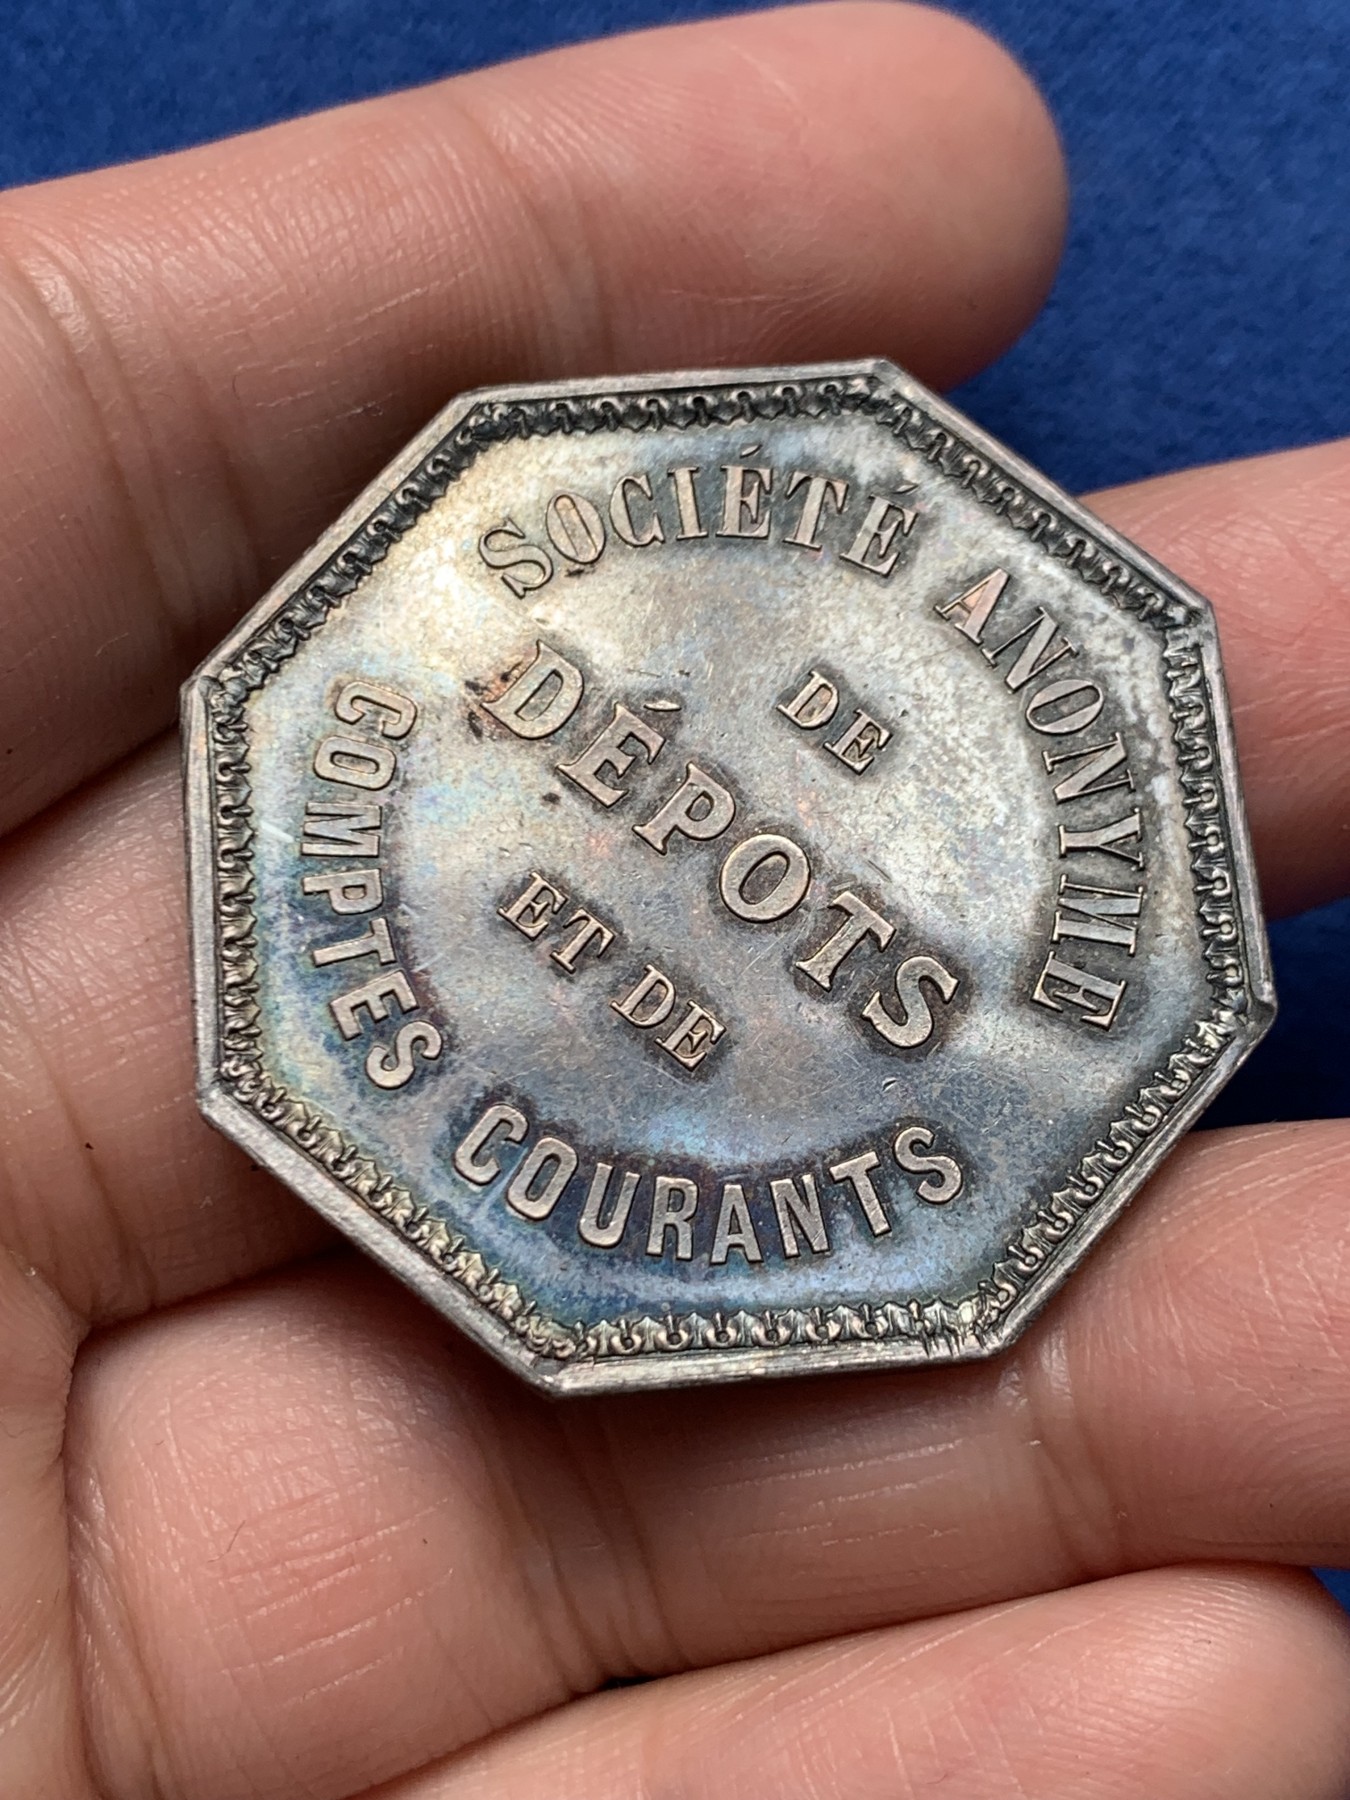 SOCIÉTÉ ANONYME
DE
DÉPOTS
ET DE
COMPTES COURANTS